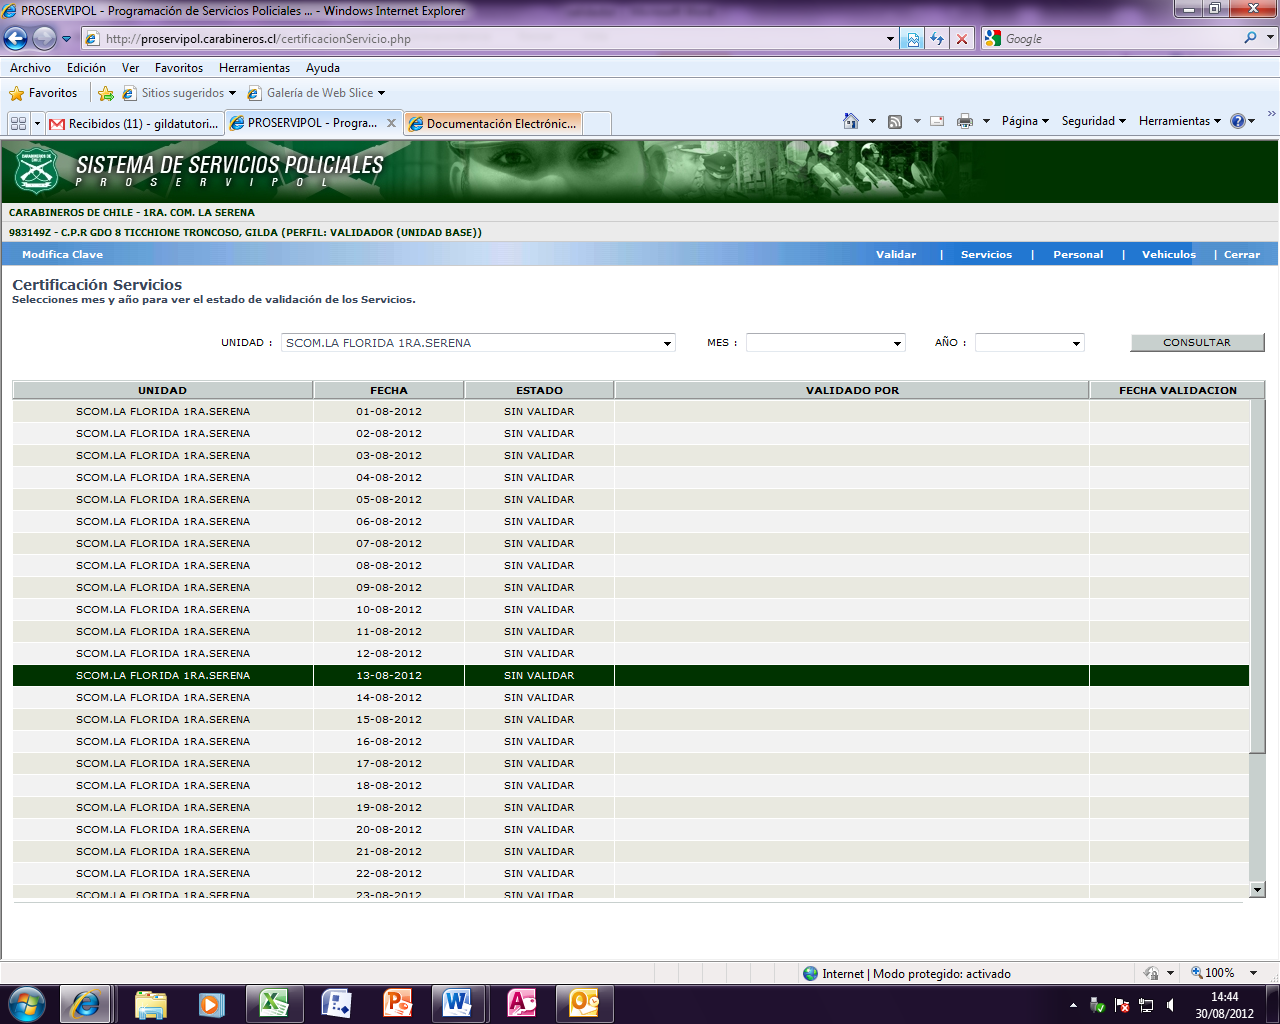 PROSERVIPOL - Programación de Servicios Policiales ... - Windows Internet Explorer
http://proservipol.carabineros.cl/certificacionServicio.php
Google
Archivo Edición Ver Favoritos Herramientas Ayuda
Favoritos Sitios sugeridos Galería de Web Slice
Recibidos (11) - gildatutori... PROSERVIPOL - Progra... X Documentación Electrónic... Página Seguridad Herramientas »
CARABINEROS DE CHILE
SISTEMA DE SERVICIOS POLICIALES
PROSERVIPOL
CARABINEROS DE CHILE - 1RA. COM. LA SERENA
983149Z - C.P.R GDO 8 TICCHIONE TRONCOSO, GILDA (PERFIL: VALIDADOR (UNIDAD BASE))
Modifica Clave Validar | Servicios | Personal | Vehiculos | Cerrar
Certificación Servicios
Selecciones mes y año para ver el estado de validación de los Servicios.
UNIDAD : SCOM.LA FLORIDA 1RA.SERENA MES : AÑO : CONSULTAR
UNIDAD FECHA ESTADO VALIDADO POR FECHA VALIDACION
SCOM.LA FLORIDA 1RA.SERENA 01-08-2012 SIN VALIDAR
SCOM.LA FLORIDA 1RA.SERENA 02-08-2012 SIN VALIDAR
SCOM.LA FLORIDA 1RA.SERENA 03-08-2012 SIN VALIDAR
SCOM.LA FLORIDA 1RA.SERENA 04-08-2012 SIN VALIDAR
SCOM.LA FLORIDA 1RA.SERENA 05-08-2012 SIN VALIDAR
SCOM.LA FLORIDA 1RA.SERENA 06-08-2012 SIN VALIDAR
SCOM.LA FLORIDA 1RA.SERENA 07-08-2012 SIN VALIDAR
SCOM.LA FLORIDA 1RA.SERENA 08-08-2012 SIN VALIDAR
SCOM.LA FLORIDA 1RA.SERENA 09-08-2012 SIN VALIDAR
SCOM.LA FLORIDA 1RA.SERENA 10-08-2012 SIN VALIDAR
SCOM.LA FLORIDA 1RA.SERENA 11-08-2012 SIN VALIDAR
SCOM.LA FLORIDA 1RA.SERENA 12-08-2012 SIN VALIDAR
SCOM.LA FLORIDA 1RA.SERENA 13-08-2012 SIN VALIDAR
SCOM.LA FLORIDA 1RA.SERENA 14-08-2012 SIN VALIDAR
SCOM.LA FLORIDA 1RA.SERENA 15-08-2012 SIN VALIDAR
SCOM.LA FLORIDA 1RA.SERENA 16-08-2012 SIN VALIDAR
SCOM.LA FLORIDA 1RA.SERENA 17-08-2012 SIN VALIDAR
SCOM.LA FLORIDA 1RA.SERENA 18-08-2012 SIN VALIDAR
SCOM.LA FLORIDA 1RA.SERENA 19-08-2012 SIN VALIDAR
SCOM.LA FLORIDA 1RA.SERENA 20-08-2012 SIN VALIDAR
SCOM.LA FLORIDA 1RA.SERENA 21-08-2012 SIN VALIDAR
SCOM.LA FLORIDA 1RA.SERENA 22-08-2012 SIN VALIDAR
SCOM.LA FLORIDA 1RA.SERENA 23-08-2012 SIN VALIDAR
Internet | Modo protegido: activado 100%
14:44
30/08/2012